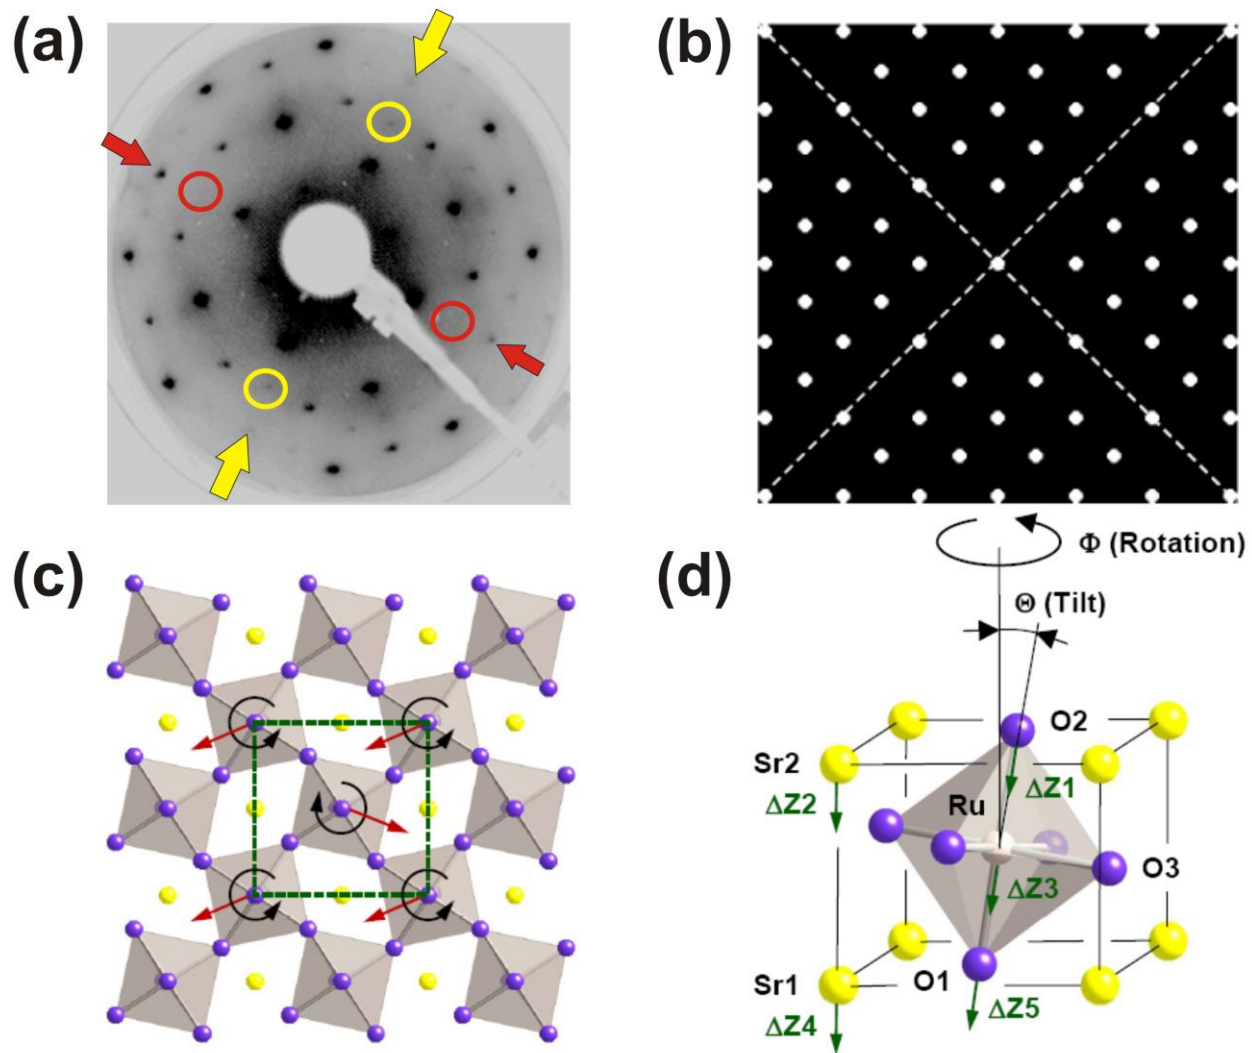 (a)
(b)
(c)
(d)
Φ (Rotation)
Θ (Tilt)
O2
Sr2
ΔZ1
ΔZ2
Ru
O3
ΔZ3
Sr1
O1
ΔZ5
ΔZ4